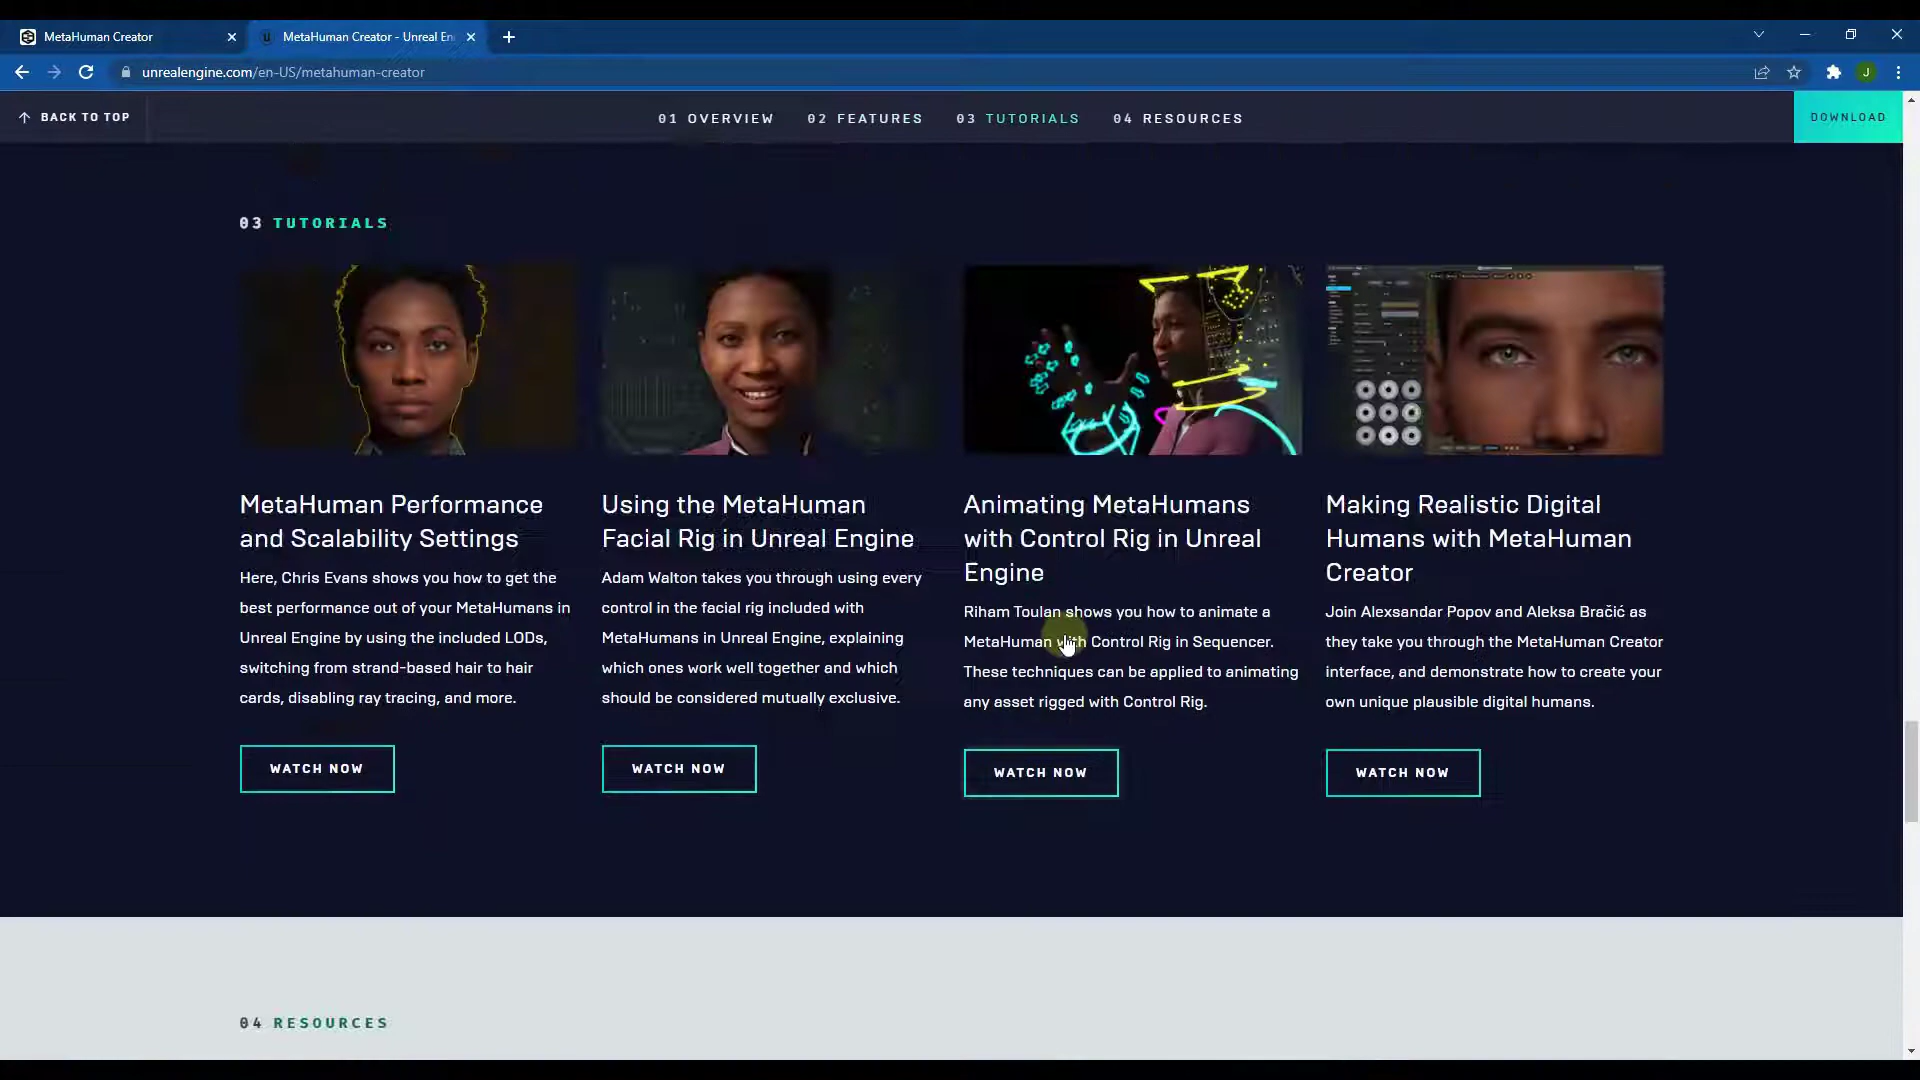 MetaHuman Creator
MetaHuman Creator - Unreal En
unrealengine.com/en-US/metahuman-creator
J
BACK TO TOP
01 OVERVIEW
02 FEATURES
03 TUTORIALS
04 RESOURCES
DOWNLOAD
03 TUTORIALS
MetaHuman Performance
and Scalability Settings
Here, Chris Evans shows you how to get the
best performance out of your MetaHumans in
Unreal Engine by using the included LODs,
switching from strand-based hair to hair
cards, disabling ray tracing, and more.
WATCH NOW
Using the MetaHuman
Facial Rig in Unreal Engine
Adam Walton takes you through using every
control in the facial rig included with
MetaHumans in Unreal Engine, explaining
which ones work well together and which
should be considered mutually exclusive.
WATCH NOW
Animating MetaHumans
with Control Rig in Unreal
Engine
Riham Toulan shows you how to animate a
MetaHuman with Control Rig in Sequencer.
These techniques can be applied to animating
any asset rigged with Control Rig.
WATCH NOW
Making Realistic Digital
Humans with MetaHuman
Creator
Join Alexsandar Popov and Aleksa Bračić as
they take you through the MetaHuman Creator
interface, and demonstrate how to create your
own unique plausible digital humans.
WATCH NOW
04 RESOURCES